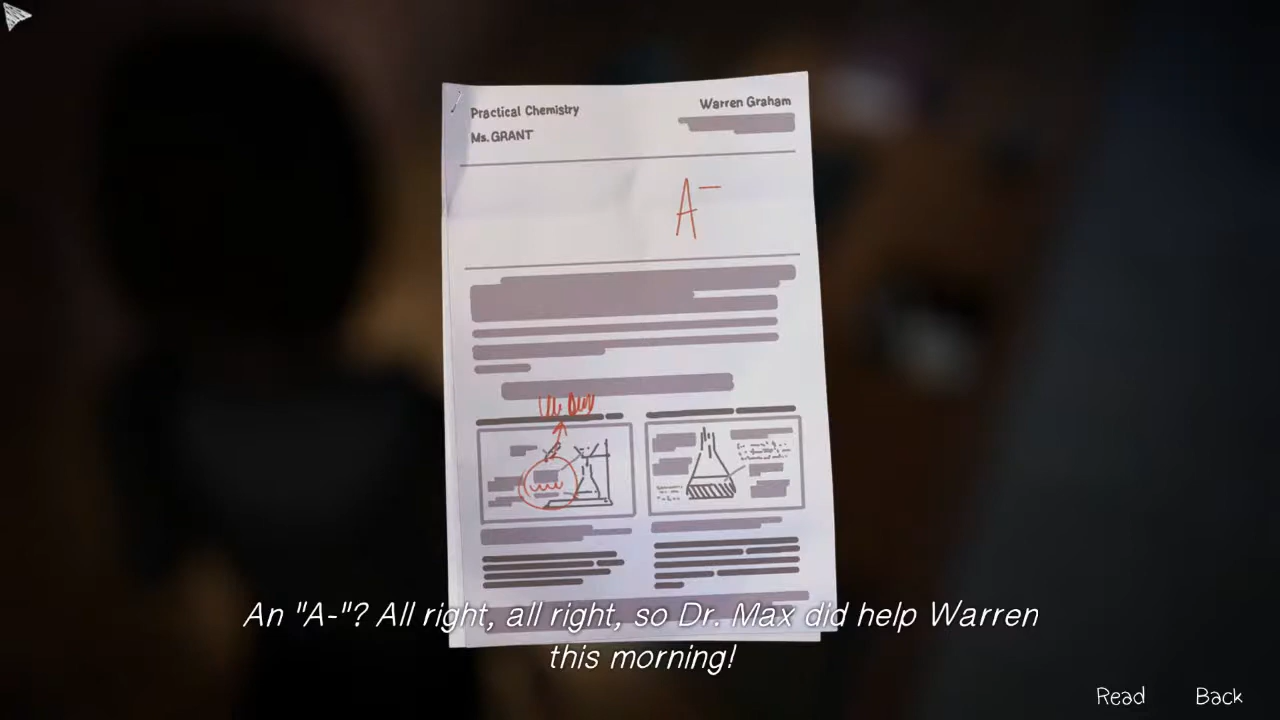 Practical Chemistry
Warren Graham
Ms. GRANT
A-
An "A-"? All right, all right, so Dr. Max did help Warren
this morning!
Read
Back